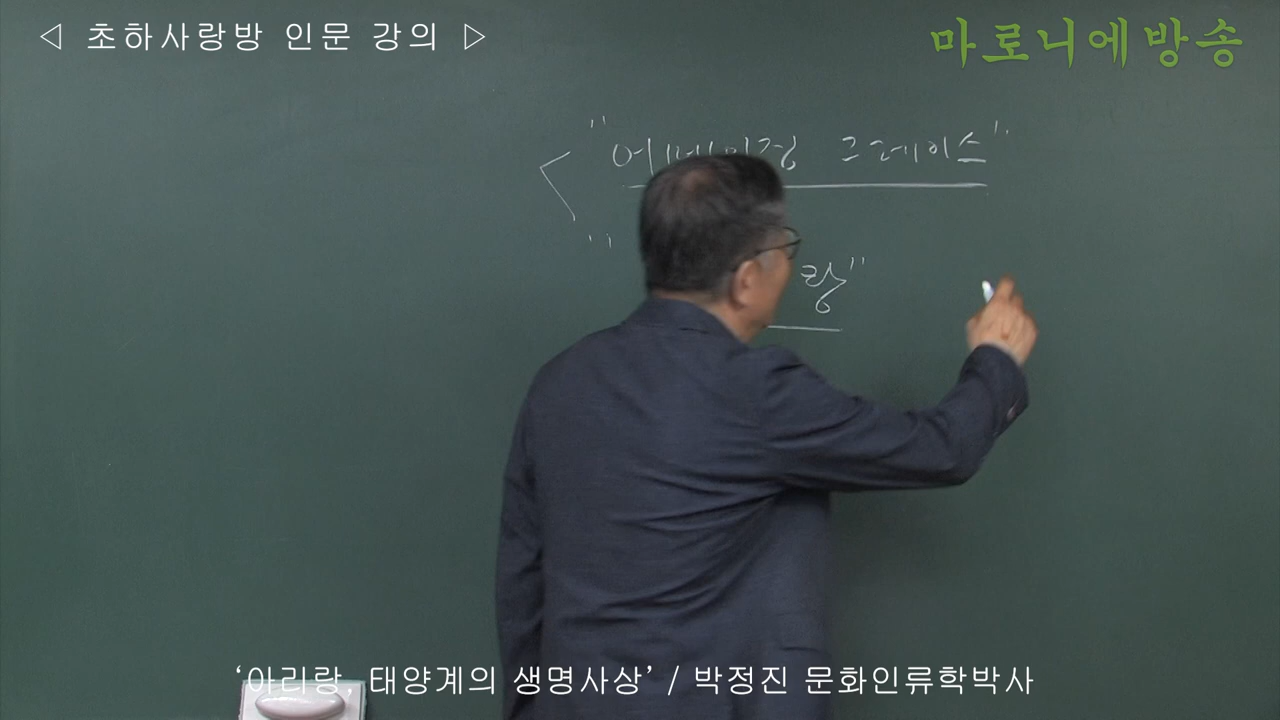 ◁ 초하사랑방 인문 강의 ▷
마로니에방송
"어메이징 그레이스"
랑"
‘아리랑, 태양계의 생명사상’ / 박정진 문화인류학박사